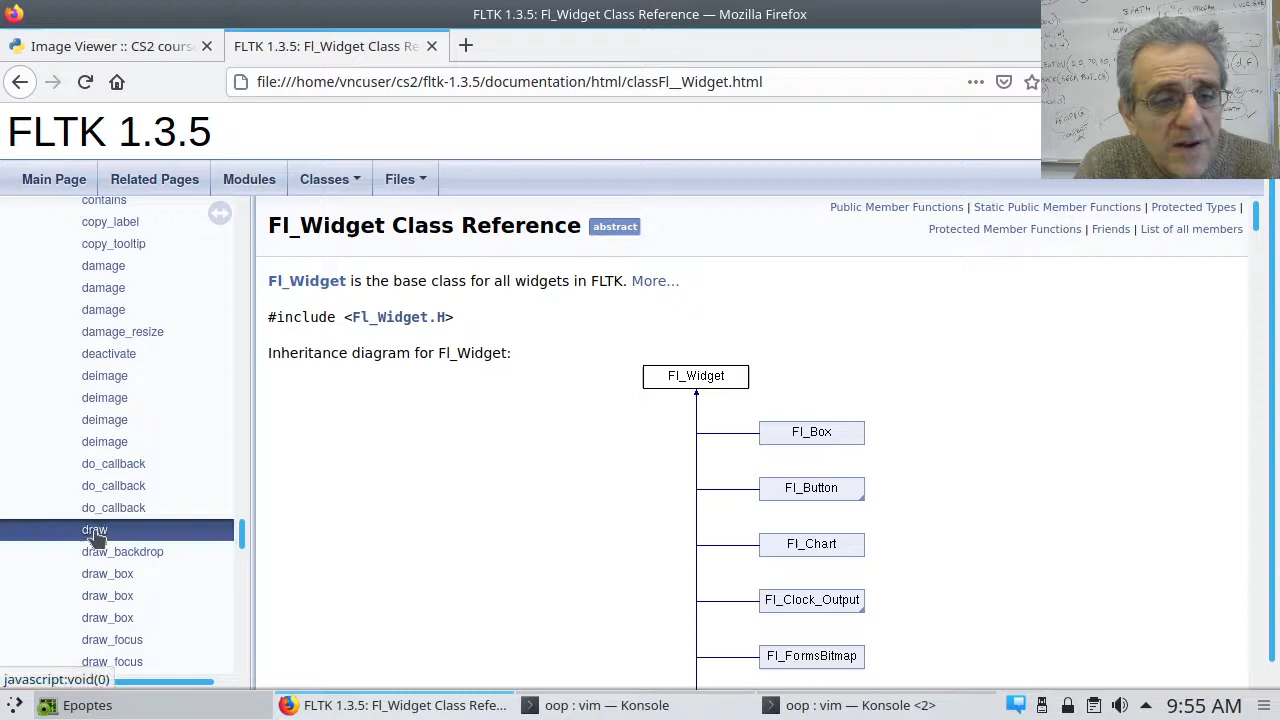 FLTK 1.3.5: Fl_Widget Class Reference — Mozilla Firefox
Image Viewer :: CS2 cours
FLTK 1.3.5: Fl_Widget Class Re
file:///home/vncuser/cs2/fltk-1.3.5/documentation/html/classFl__Widget.html
FLTK 1.3.5
Main Page
Related Pages
Modules
Classes
Files
contains
copy_label
copy_tooltip
damage
damage
damage
damage_resize
deactivate
deimage
deimage
deimage
deimage
do_callback
do_callback
do_callback
draw
draw_backdrop
draw_box
draw_box
draw_box
draw_focus
draw_focus
javascript:void(0)
Public Member Functions | Static Public Member Functions | Protected Types |
Protected Member Functions | Friends | List of all members
Fl_Widget Class Reference abstract
Fl_Widget is the base class for all widgets in FLTK. More...
#include <Fl_Widget.H>
Inheritance diagram for Fl_Widget:
Fl_Widget
Fl_Box
Fl_Button
Fl_Chart
Fl_Clock_Output
Fl_FormsBitmap
Epoptes
FLTK 1.3.5: Fl_Widget Class Refe...
oop : vim — Konsole
oop : vim — Konsole <2>
9:55 AM